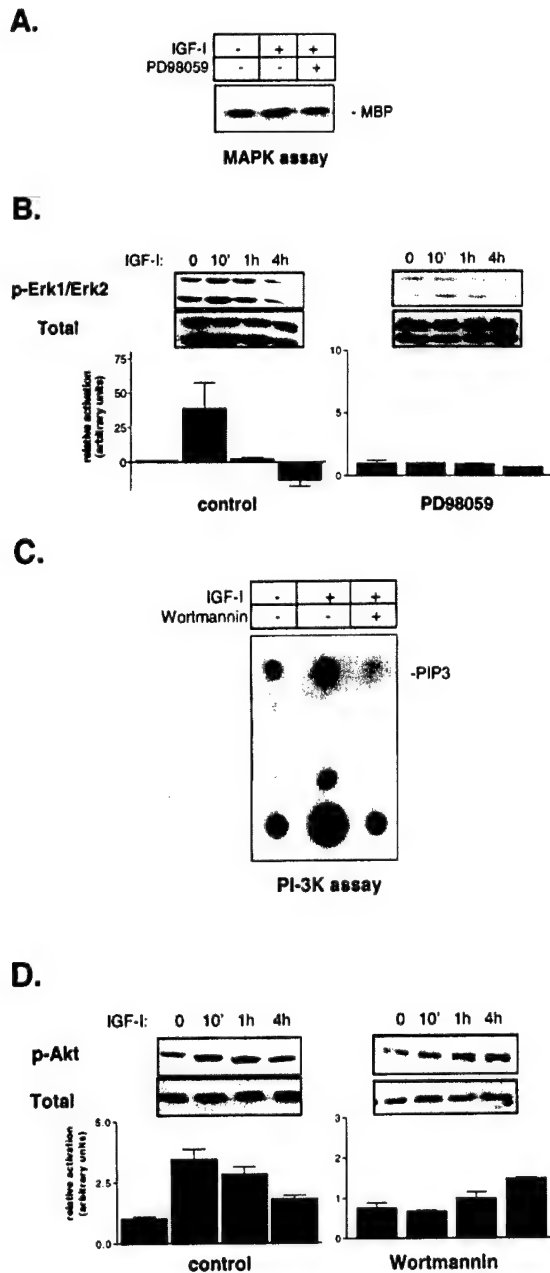 A.
IGF-I - + +
PD98059 - - +
- MBP
MAPK assay
B.
IGF-I: 0 10' 1h 4h
0 10' 1h 4h
p-Erk1/Erk2
Total
relative activation
(arbitrary units)
75
50
25
0
control
10
5
0
PD98059
C.
IGF-I - + +
Wortmannin - - +
-PIP3
PI-3K assay
D.
IGF-I: 0 10' 1h 4h
0 10' 1h 4h
p-Akt
Total
relative activation
(arbitrary units)
5.0
2.5
0.0
control
3
2
1
0
Wortmannin